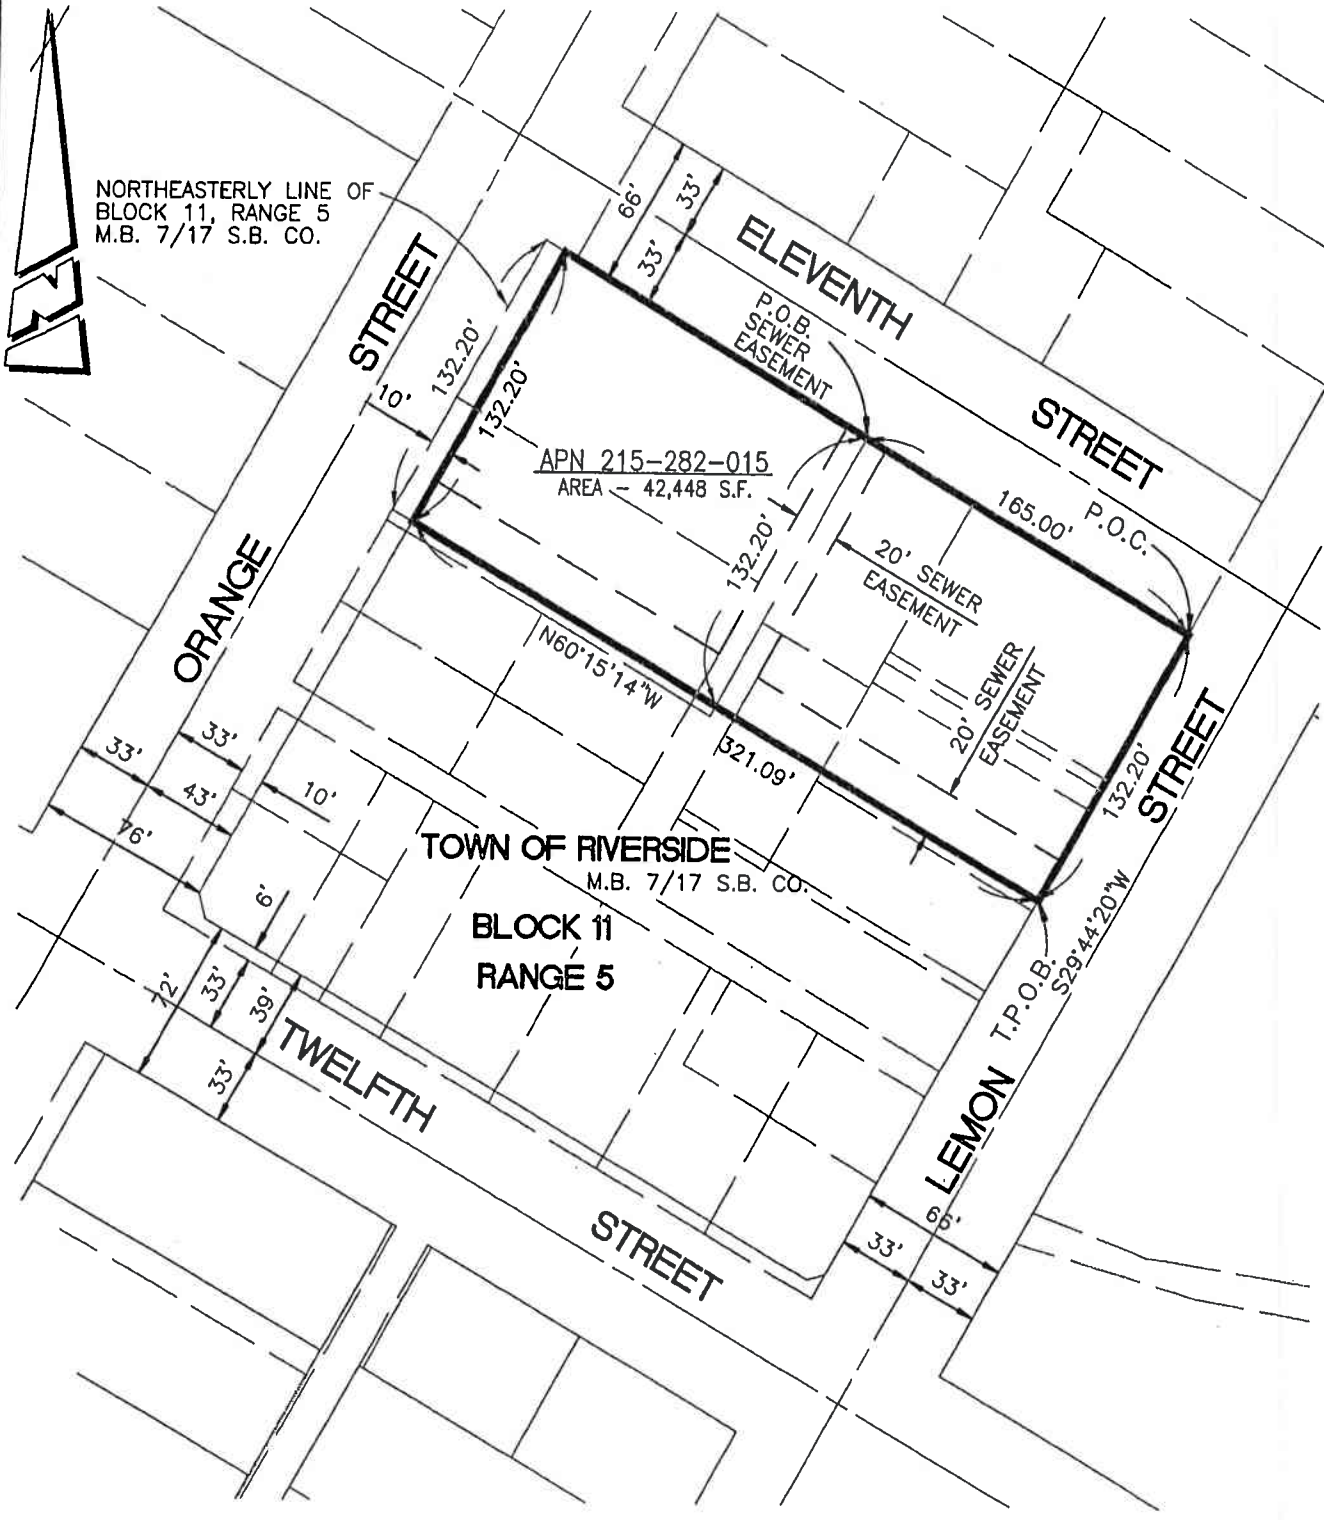 NORTHEASTERLY LINE OF
BLOCK 11, RANGE 5
M.B. 7/17 S.B. CO.
66'
33'
33'
ELEVENTH
STREET
P.O.B.
SEWER
EASEMENT
STREET
ORANGE
132.20'
132.20'
10'
APN 215-282-015
AREA - 42,448 S.F.
132.20'
165.00'
P.O.C.
20' SEWER
EASEMENT
20' SEWER
EASEMENT
N60°15'14"W
321.09'
132.20'
STREET
LEMON
S29°44'20"W
T.P.O.B.
33'
33'
43'
10'
76'
TOWN OF RIVERSIDE
M.B. 7/17 S.B. CO.
BLOCK 11
RANGE 5
6'
72'
33'
39'
33'
TWELFTH
STREET
66'
33'
33'